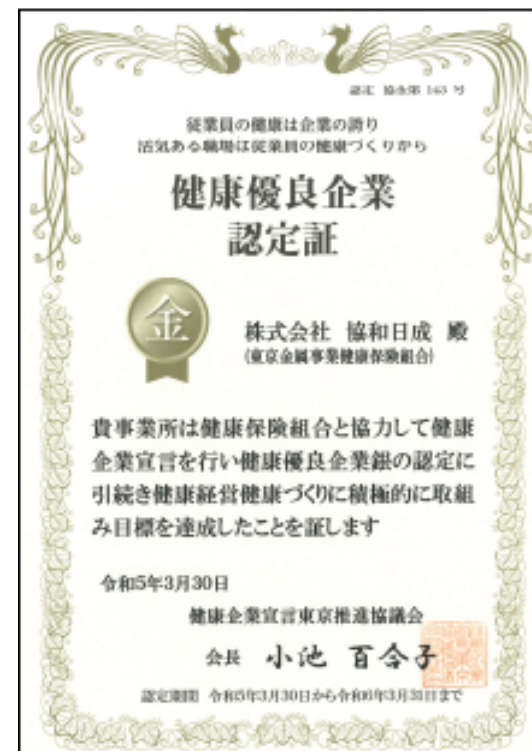 認定 協金第 163 号
従業員の健康は企業の誇り
活気ある職場は従業員の健康づくりから
健康優良企業
認定証
金
株式会社 協和日成 殿
(東京金属事業健康保険組合)
貴事業所は健康保険組合と協力して健康
企業宣言を行い健康優良企業銀の認定に
引続き健康経営健康づくりに積極的に取組
み目標を達成したことを証します
令和5年3月30日
健康企業宣言東京推進協議会
会長 小池 百合子
認定期間 令和5年3月30日から令和6年3月31日まで